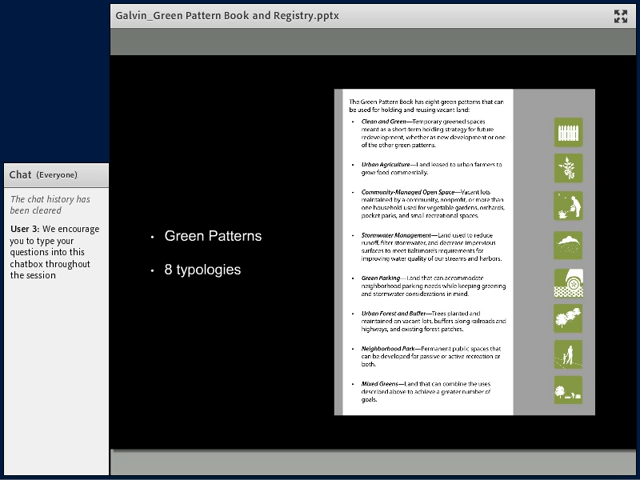 Galvin_Green Pattern Book and Registry.pptx
Chat (Everyone)
The chat history has
been cleared
User 3: We encourage
you to type your
questions into this
chatbox throughout
the session
• Green Patterns
• 8 typologies
The Green Pattern Book has eight green patterns that can
be used for holding and reusing vacant land:
• Clean and Green—Temporary greened spaces
meant as a short term holding strategy for future
redevelopment, whether as new development or one
of the other green patterns.
• Urban Agriculture—Land leased to urban farmers to
grow food commercially.
• Community-Managed Open Space—Vacant lots
maintained by a community, nonprofit, or more than
one household used for vegetable gardens, orchards,
pocket parks, and small recreational spaces.
• Stormwater Management—Land used to reduce
runoff, filter stormwater, and decrease impervious
surfaces to meet Baltimore's requirements for
improving water quality of our streams and harbors.
• Green Parking—Land that can accommodate
neighborhood parking needs while keeping greening
and stormwater considerations in mind.
• Urban Forest and Buffer—Trees planted and
maintained on vacant lots, buffers along railroads and
highways, and existing forest patches.
• Neighborhood Park—Permanent public spaces that
can be developed for passive or active recreation or
both.
• Mixed Greens—Land that can combine the uses
described above to achieve a greater number of
goals.